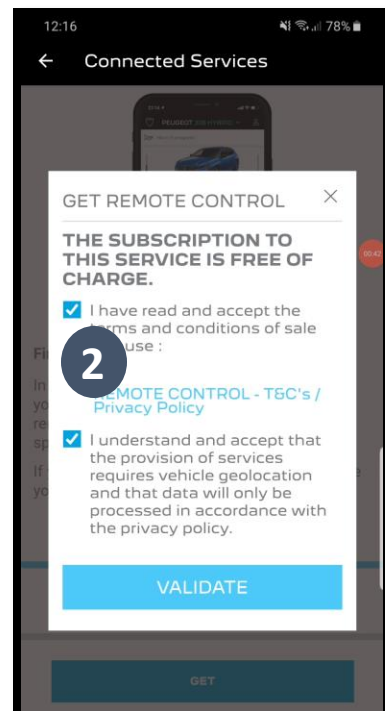 12:16
78%
Connected Services
PEUGEOT
GET REMOTE CONTROL
THE SUBSCRIPTION TO
THIS SERVICE IS FREE OF
CHARGE.
00:42
I have read and accept the
terms and conditions of sale
use :
2
REMOTE CONTROL - T&C's /
Privacy Policy
I understand and accept that
the provision of services
requires vehicle geolocation
and that data will only be
processed in accordance with
the privacy policy.
VALIDATE
GET